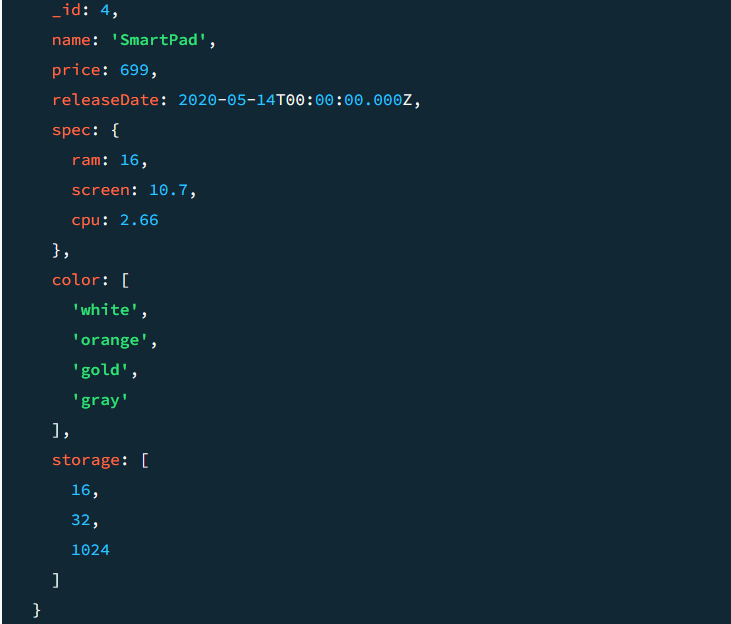 _id: 4,
name: 'SmartPad',
price: 699,
releaseDate: 2020-05-14T00:00:00.000Z,
spec: {
ram: 16,
screen: 10.7,
cpu: 2.66
},
color: [
'white',
'orange',
'gold',
'gray'
],
storage: [
16,
32,
1024
]
}